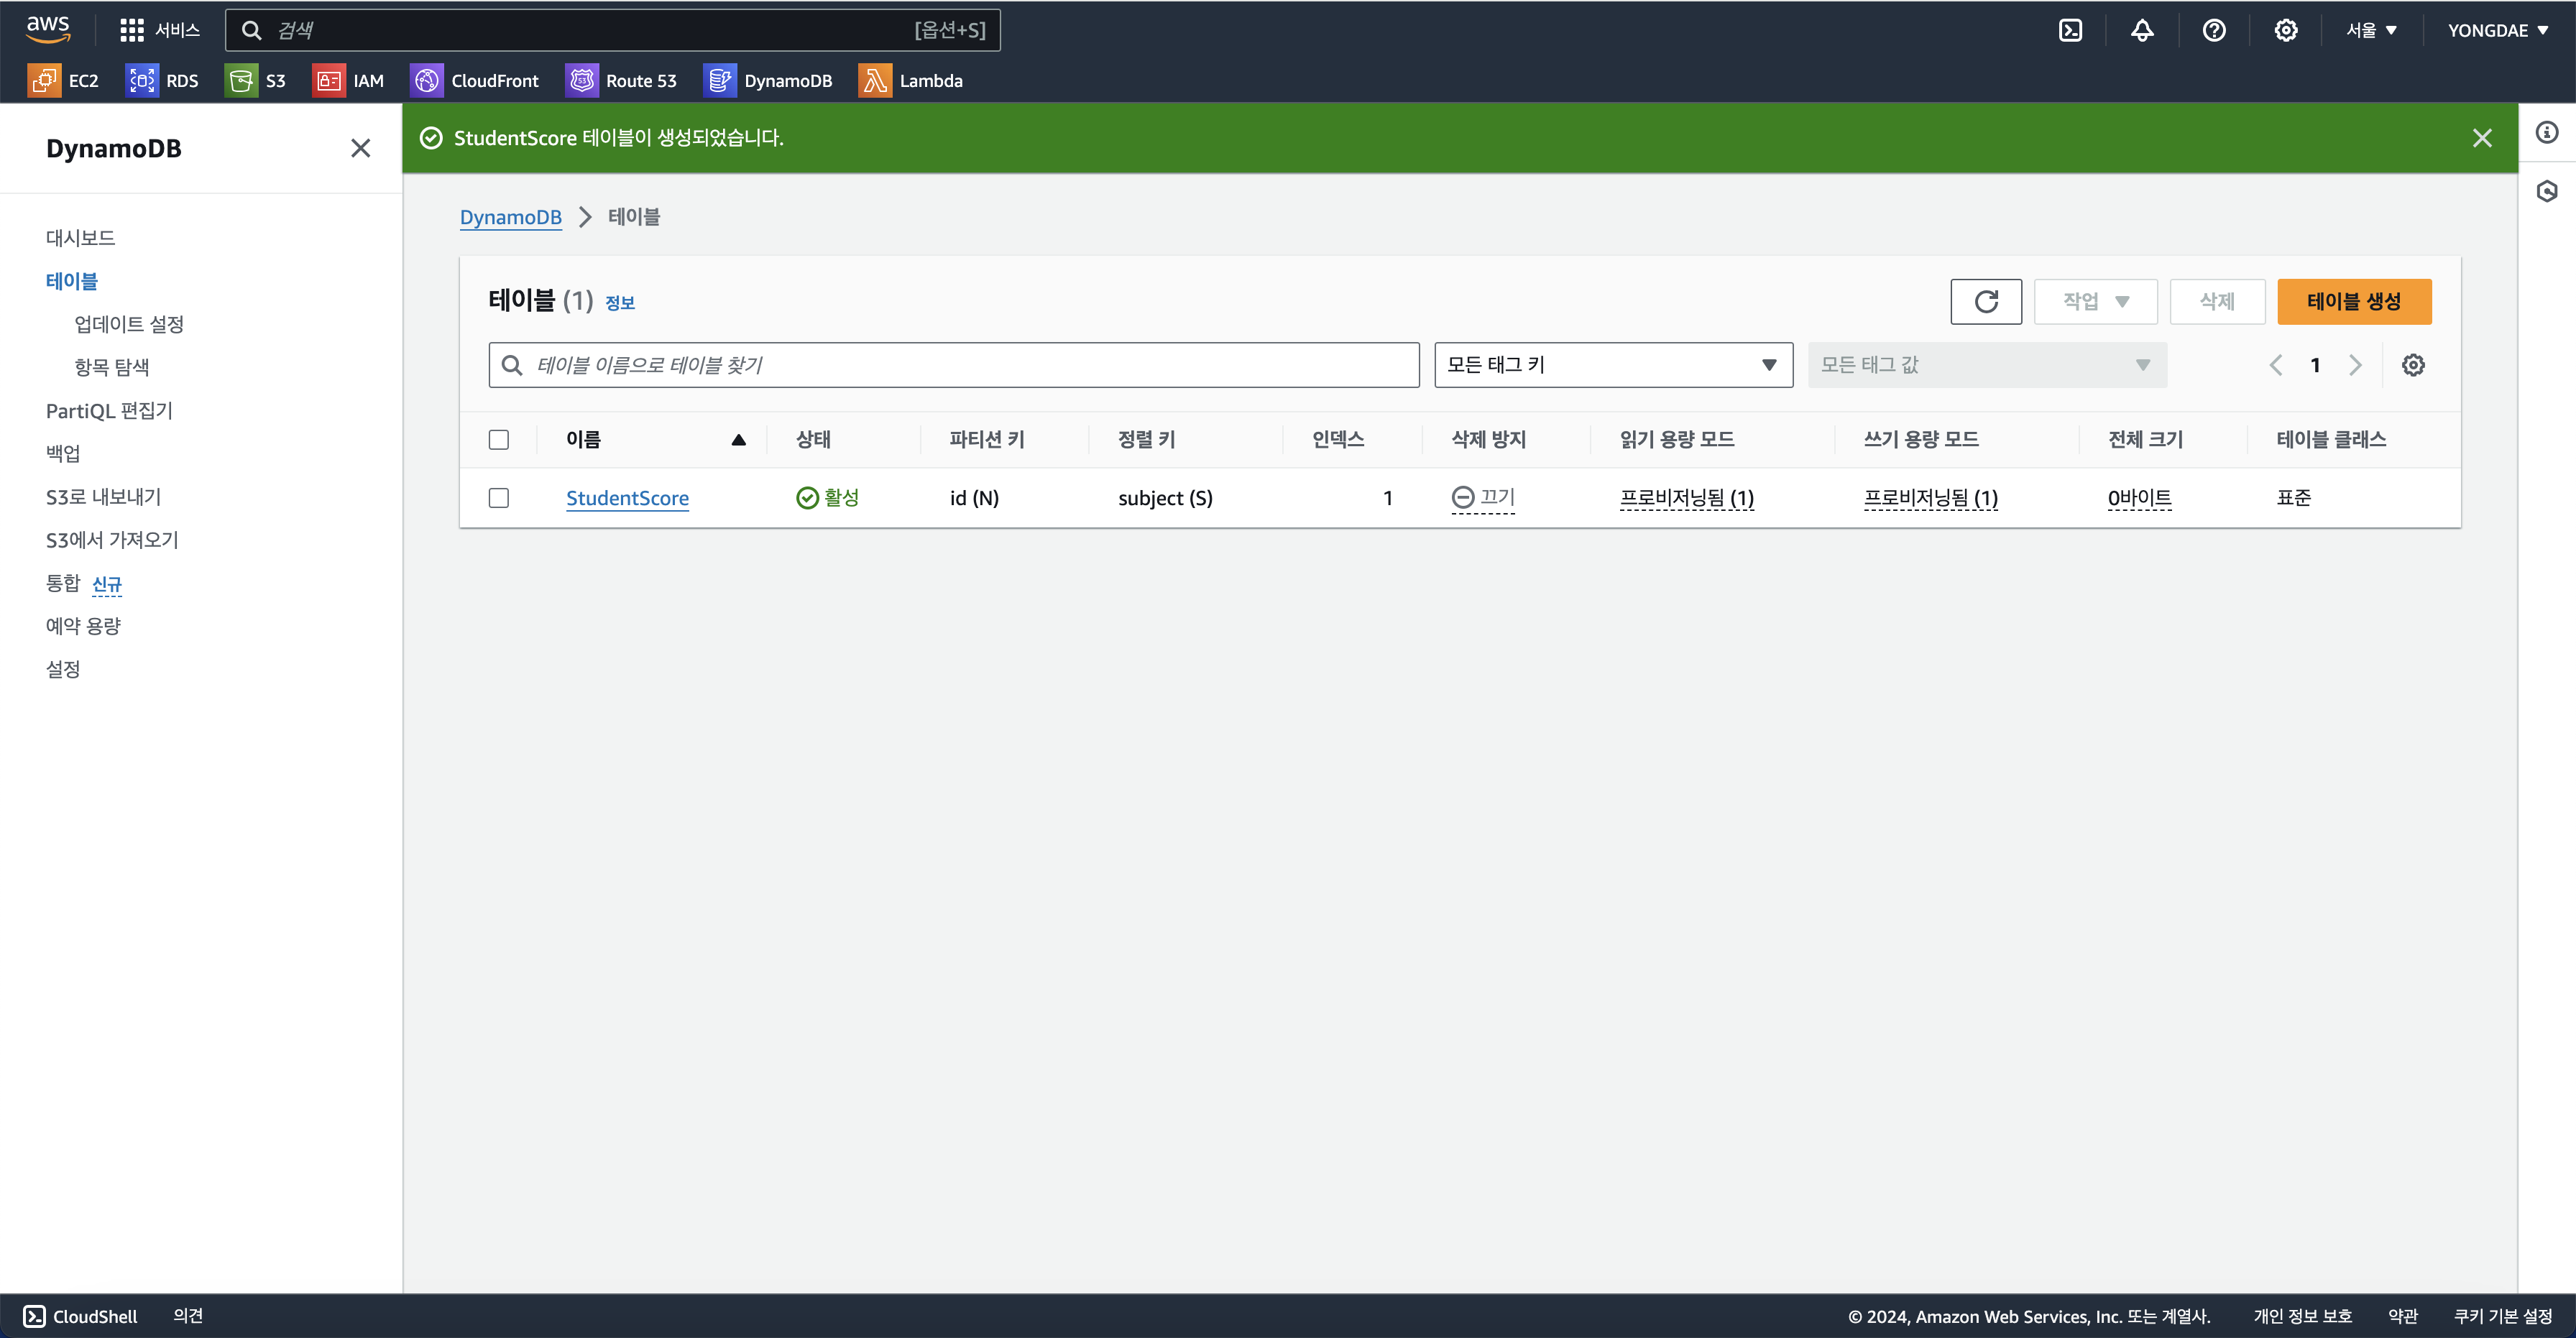 aws 서비스 검색 [옵션+S] 서울 ▼ YONGDAE ▼
EC2 RDS S3 IAM CloudFront Route 53 DynamoDB Lambda
DynamoDB
대시보드
테이블
업데이트 설정
항목 탐색
PartiQL 편집기
백업
S3로 내보내기
S3에서 가져오기
통합 신규
예약 용량
설정
StudentScore 테이블이 생성되었습니다.
DynamoDB 테이블
테이블 (1) 정보 작업 ▼ 삭제 테이블 생성
테이블 이름으로 테이블 찾기 모든 태그 키 모든 태그 값 1
이름 상태 파티션 키 정렬 키 인덱스 삭제 방지 읽기 용량 모드 쓰기 용량 모드 전체 크기 테이블 클래스
StudentScore 활성 id (N) subject (S) 1 끄기 프로비저닝됨 (1) 프로비저닝됨 (1) 0바이트 표준
CloudShell 의견 © 2024, Amazon Web Services, Inc. 또는 계열사. 개인 정보 보호 약관 쿠키 기본 설정